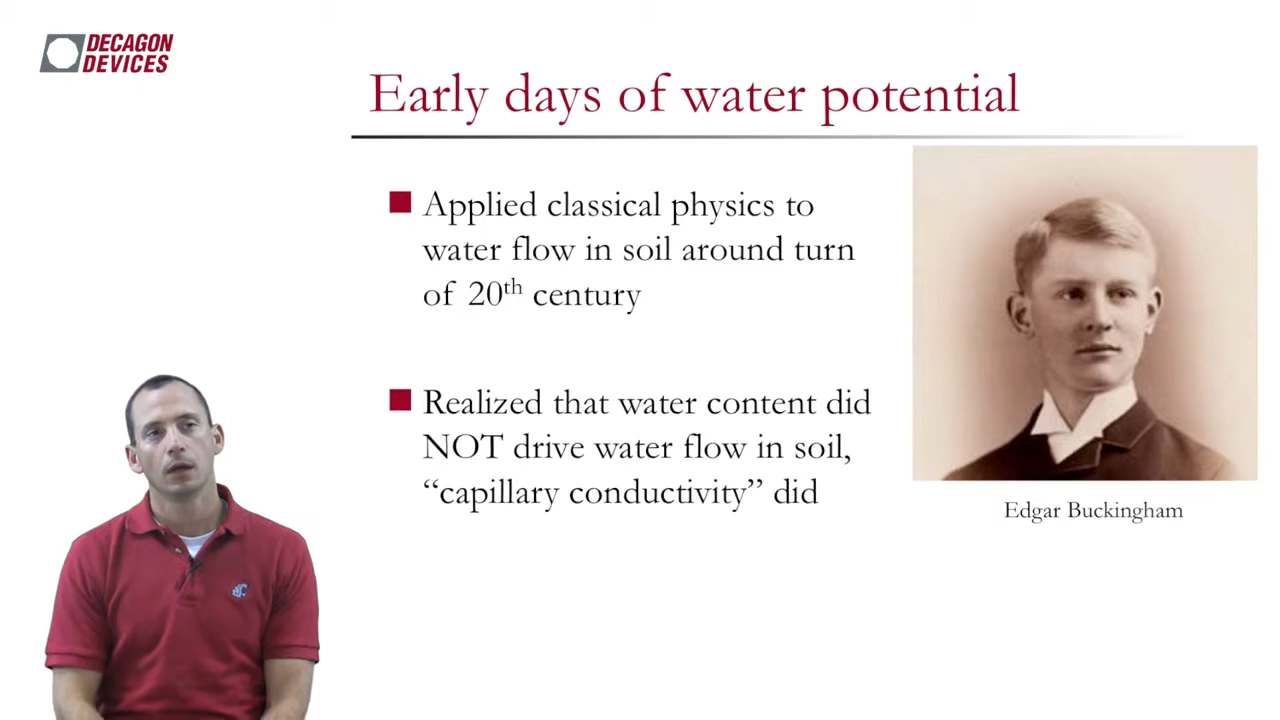 DECAGON
DEVICES
Early days of water potential
Applied classical physics to
water flow in soil around turn
of 20th century
Realized that water content did
NOT drive water flow in soil,
“capillary conductivity” did
Edgar Buckingham